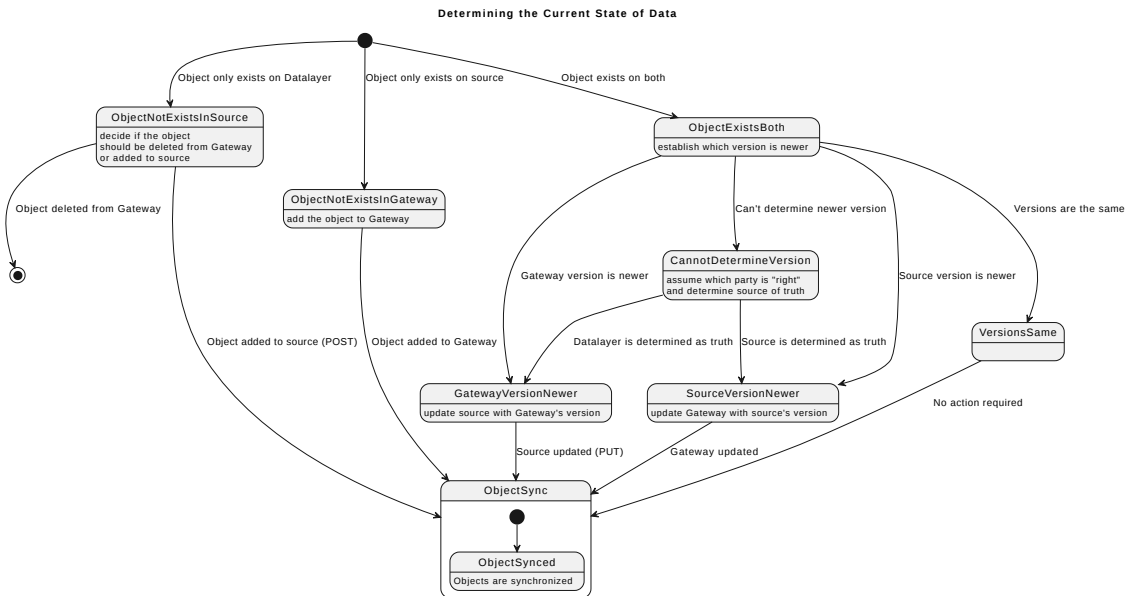 Determining the Current State of Data
Object only exists on Datalayer
Object only exists on source
Object exists on both
ObjectNotExistsInSource
decide if the object
should be deleted from Gateway
or added to source
ObjectExistsBoth
establish which version is newer
ObjectNotExistsInGateway
add the object to Gateway
Object deleted from Gateway
Can't determine newer version
Versions are the same
CannotDetermineVersion
assume which party is "right"
and determine source of truth
Gateway version is newer
Source version is newer
VersionsSame
Object added to source (POST)
Object added to Gateway
Datalayer is determined as truth
Source is determined as truth
GatewayVersionNewer
update source with Gateway's version
SourceVersionNewer
update Gateway with source's version
No action required
Source updated (PUT)
Gateway updated
ObjectSync
ObjectSynced
Objects are synchronized